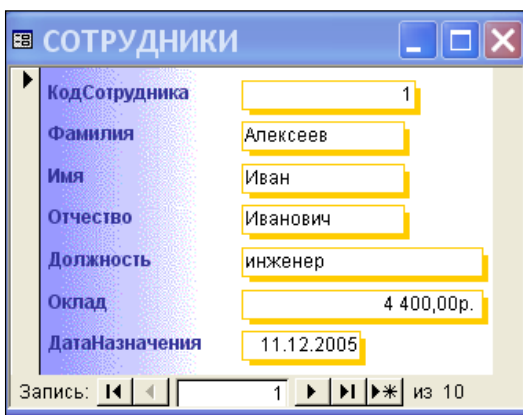 СОТРУДНИКИ
КодСотрудника 1
Фамилия Алексеев
Имя Иван
Отчество Иванович
Должность инженер
Оклад 4 400,00р.
ДатаНазначения 11.12.2005
Запись: 1 из 10